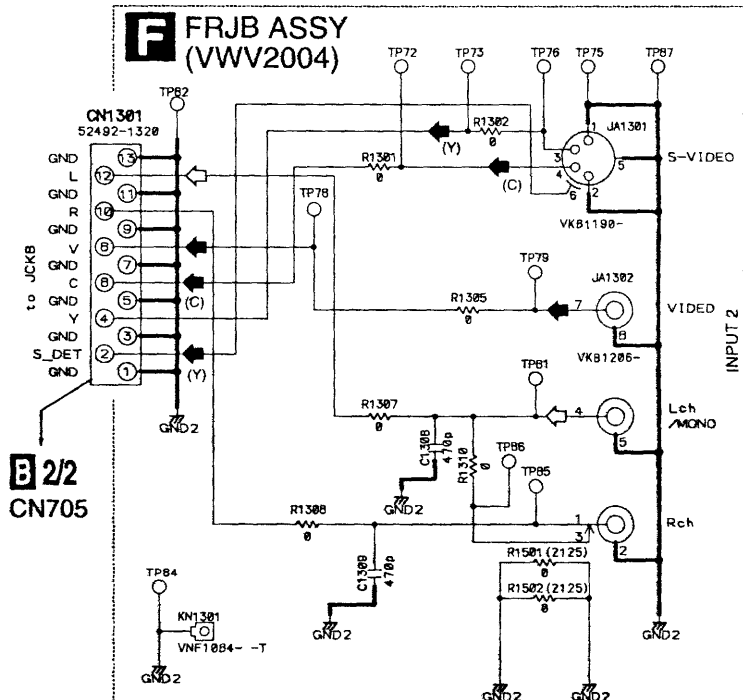 F FRJB ASSY
(VWV2004)
TP72
TP73
TP76
TP75
TP87
TP82
CN1301
52492-1320
R1302
0
JA1301
1
3
4
5
6
2
S-VIDEO
VKB1190-
(Y)
R1301
0
(C)
GND 13
L 12
GND 11
R 10
GND 9
V 8
GND 7
C 8
GND 5
Y 4
GND 3
S_DET 2
GND 1
to JCKB
(C)
(Y)
GND2
TP78
TP79
R1305
0
JA1302
7
8
VIDEO
VKB1206-
INPUT 2
TP81
R1307
0
4
5
Lch
/MONO
C1308
470p
R1310
0
GND2
TP86
TP85
B 2/2
CN705
R1308
0
1
3
2
Rch
C1309
470p
GND2
R1501(2125)
0
R1502(2125)
0
GND2
TP84
KN1301
VNF1084- -T
GND2
GND2
GND2